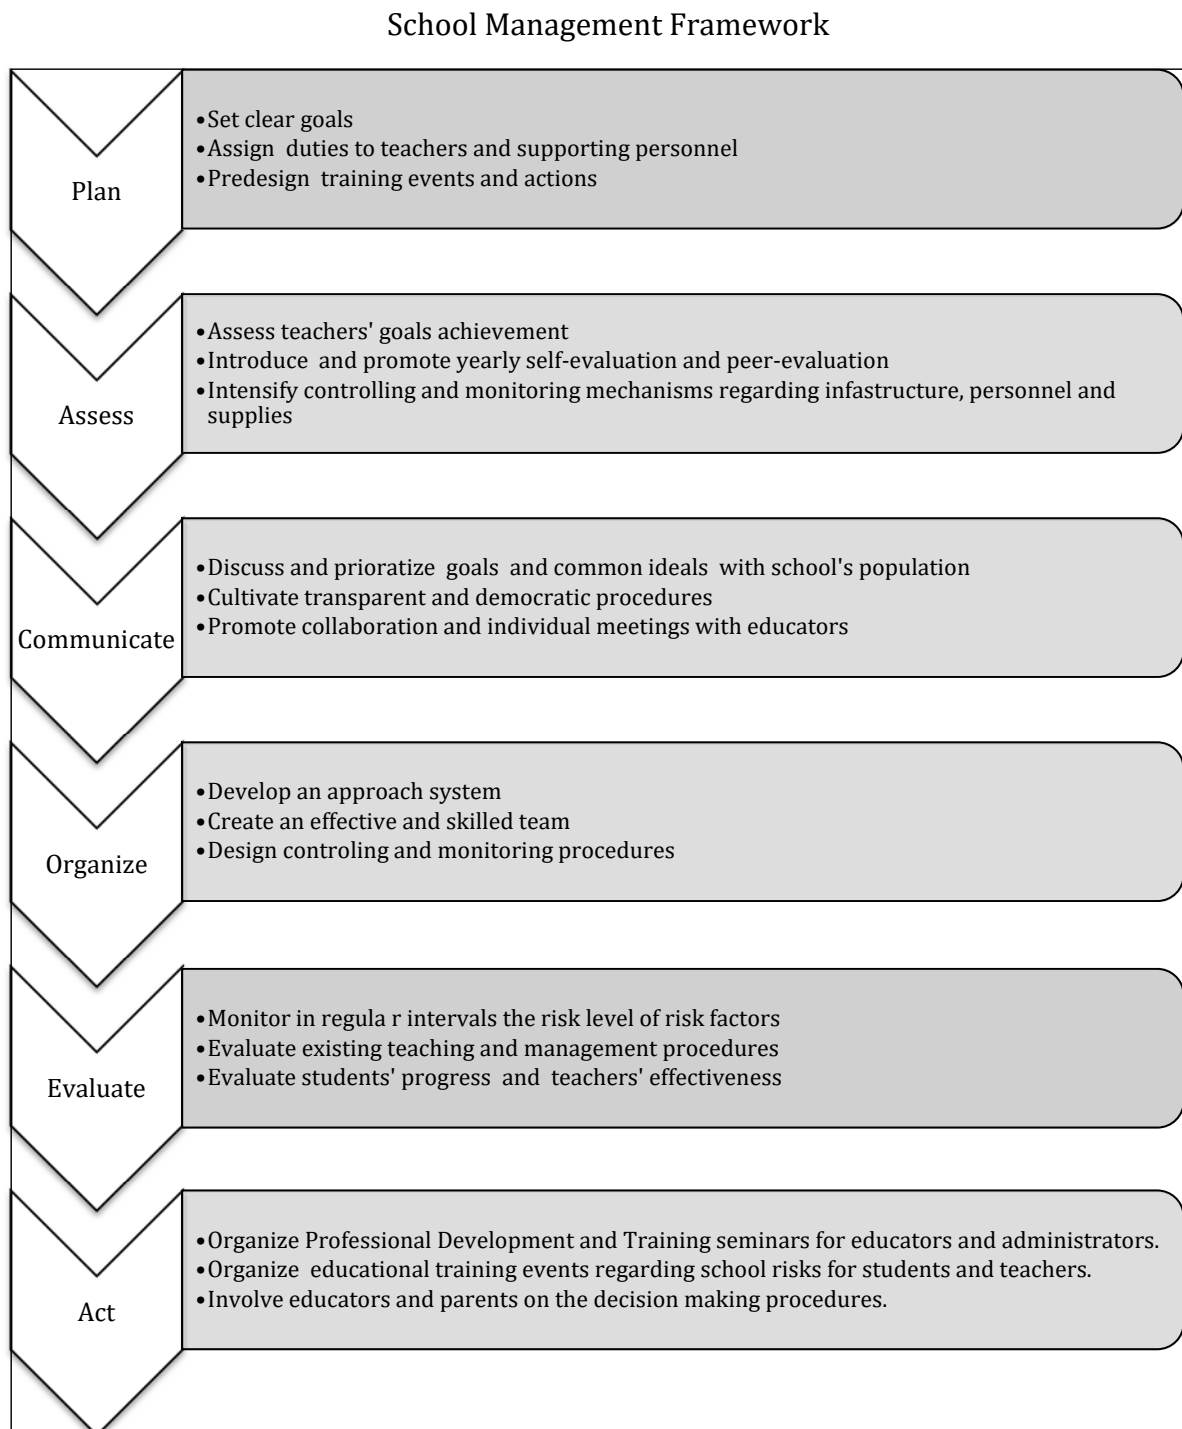 School Management Framework
Plan
•Set clear goals
•Assign duties to teachers and supporting personnel
•Predesign training events and actions
Assess
•Assess teachers' goals achievement
•Introduce and promote yearly self-evaluation and peer-evaluation
•Intensify controlling and monitoring mechanisms regarding infastructure, personnel and
supplies
Communicate
•Discuss and prioratize goals and common ideals with school's population
•Cultivate transparent and democratic procedures
•Promote collaboration and individual meetings with educators
Organize
•Develop an approach system
•Create an effective and skilled team
•Design controling and monitoring procedures
Evaluate
•Monitor in regula r intervals the risk level of risk factors
•Evaluate existing teaching and management procedures
•Evaluate students' progress and teachers' effectiveness
Act
•Organize Professional Development and Training seminars for educators and administrators.
•Organize educational training events regarding school risks for students and teachers.
•Involve educators and parents on the decision making procedures.